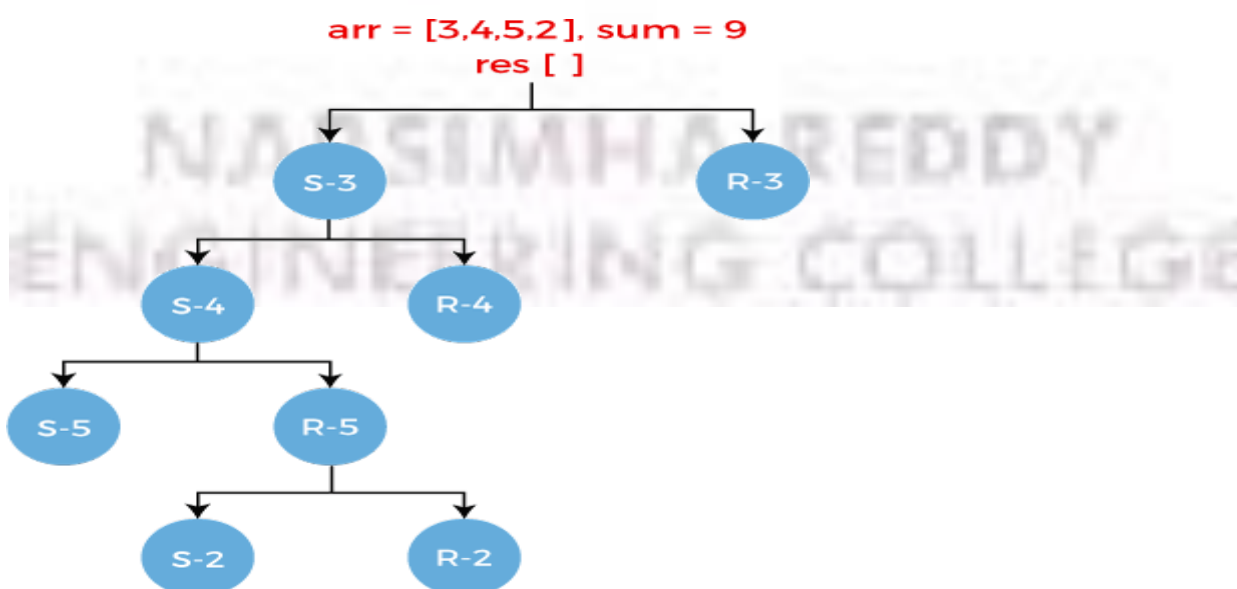 arr = [3,4,5,2], sum = 9
res [ ]
NARSIMHA REDDY
S-3 R-3
ENGINEERING COLLEGE
S-4 R-4
S-5 R-5
S-2 R-2